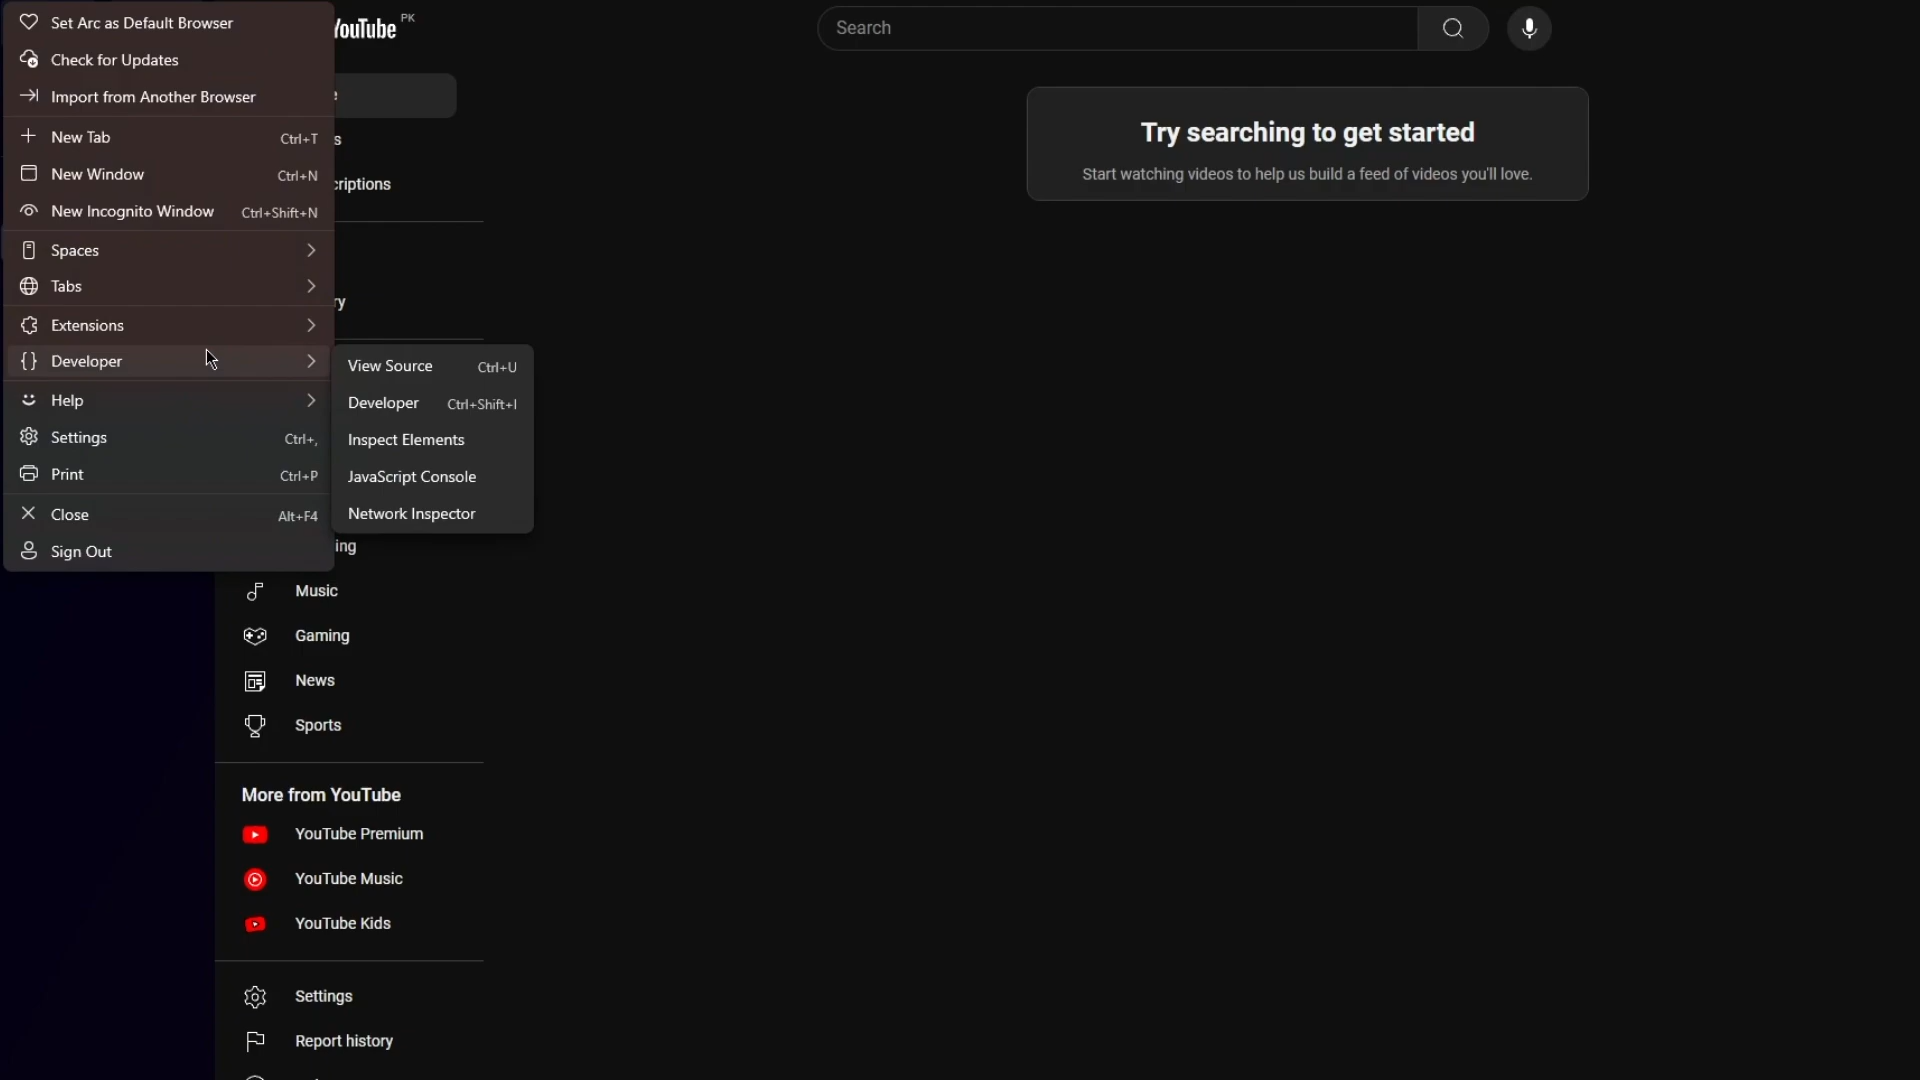 Set Arc as Default Browser
Check for Updates
Import from Another Browser
New Tab Ctrl+T
New Window Ctrl+N
New Incognito Window Ctrl+Shift+N
Spaces
Tabs
Extensions
Developer
Help
Settings Ctrl+,
Print Ctrl+P
Close Alt+F4
Sign Out
View Source Ctrl+U
Developer Ctrl+Shift+I
Inspect Elements
JavaScript Console
Network Inspector
YouTube PK
Search
Try searching to get started
Start watching videos to help us build a feed of videos you'll love.
e
s
criptions
ry
ing
Music
Gaming
News
Sports
More from YouTube
YouTube Premium
YouTube Music
YouTube Kids
Settings
Report history